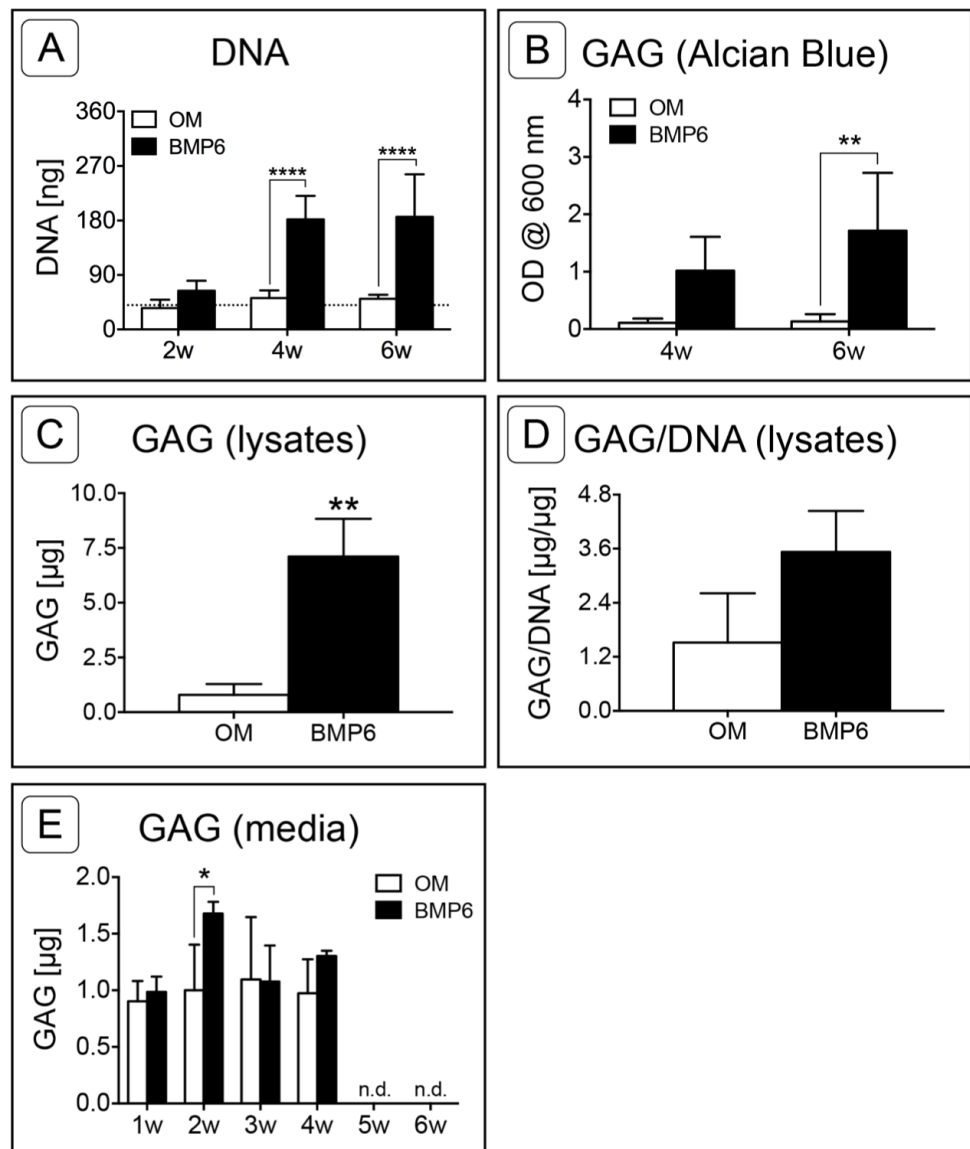 A
DNA
DNA [ng]
360
270
180
90
0
OM
BMP6
****
****
2w
4w
6w
B
GAG (Alcian Blue)
OD @ 600 nm
4
3
2
1
0
OM
BMP6
**
4w
6w
C
GAG (lysates)
GAG [µg]
10.0
7.5
5.0
2.5
0.0
**
OM
BMP6
D
GAG/DNA (lysates)
GAG/DNA [µg/µg]
4.8
3.6
2.4
1.2
0.0
OM
BMP6
E
GAG (media)
GAG [µg]
2.0
1.5
1.0
0.5
0.0
*
OM
BMP6
n.d.
n.d.
1w
2w
3w
4w
5w
6w